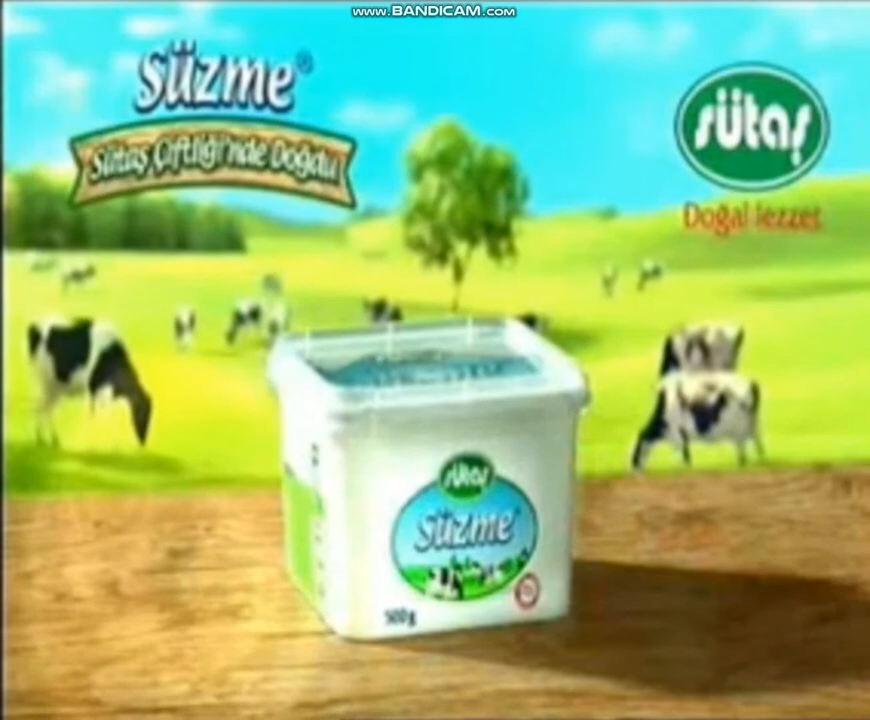 www.BANDICAM.com
Süzme®
Sütaş Çiftliği'nde Doğdu
sütaş
Doğal lezzet
sütaş
süzme
500g